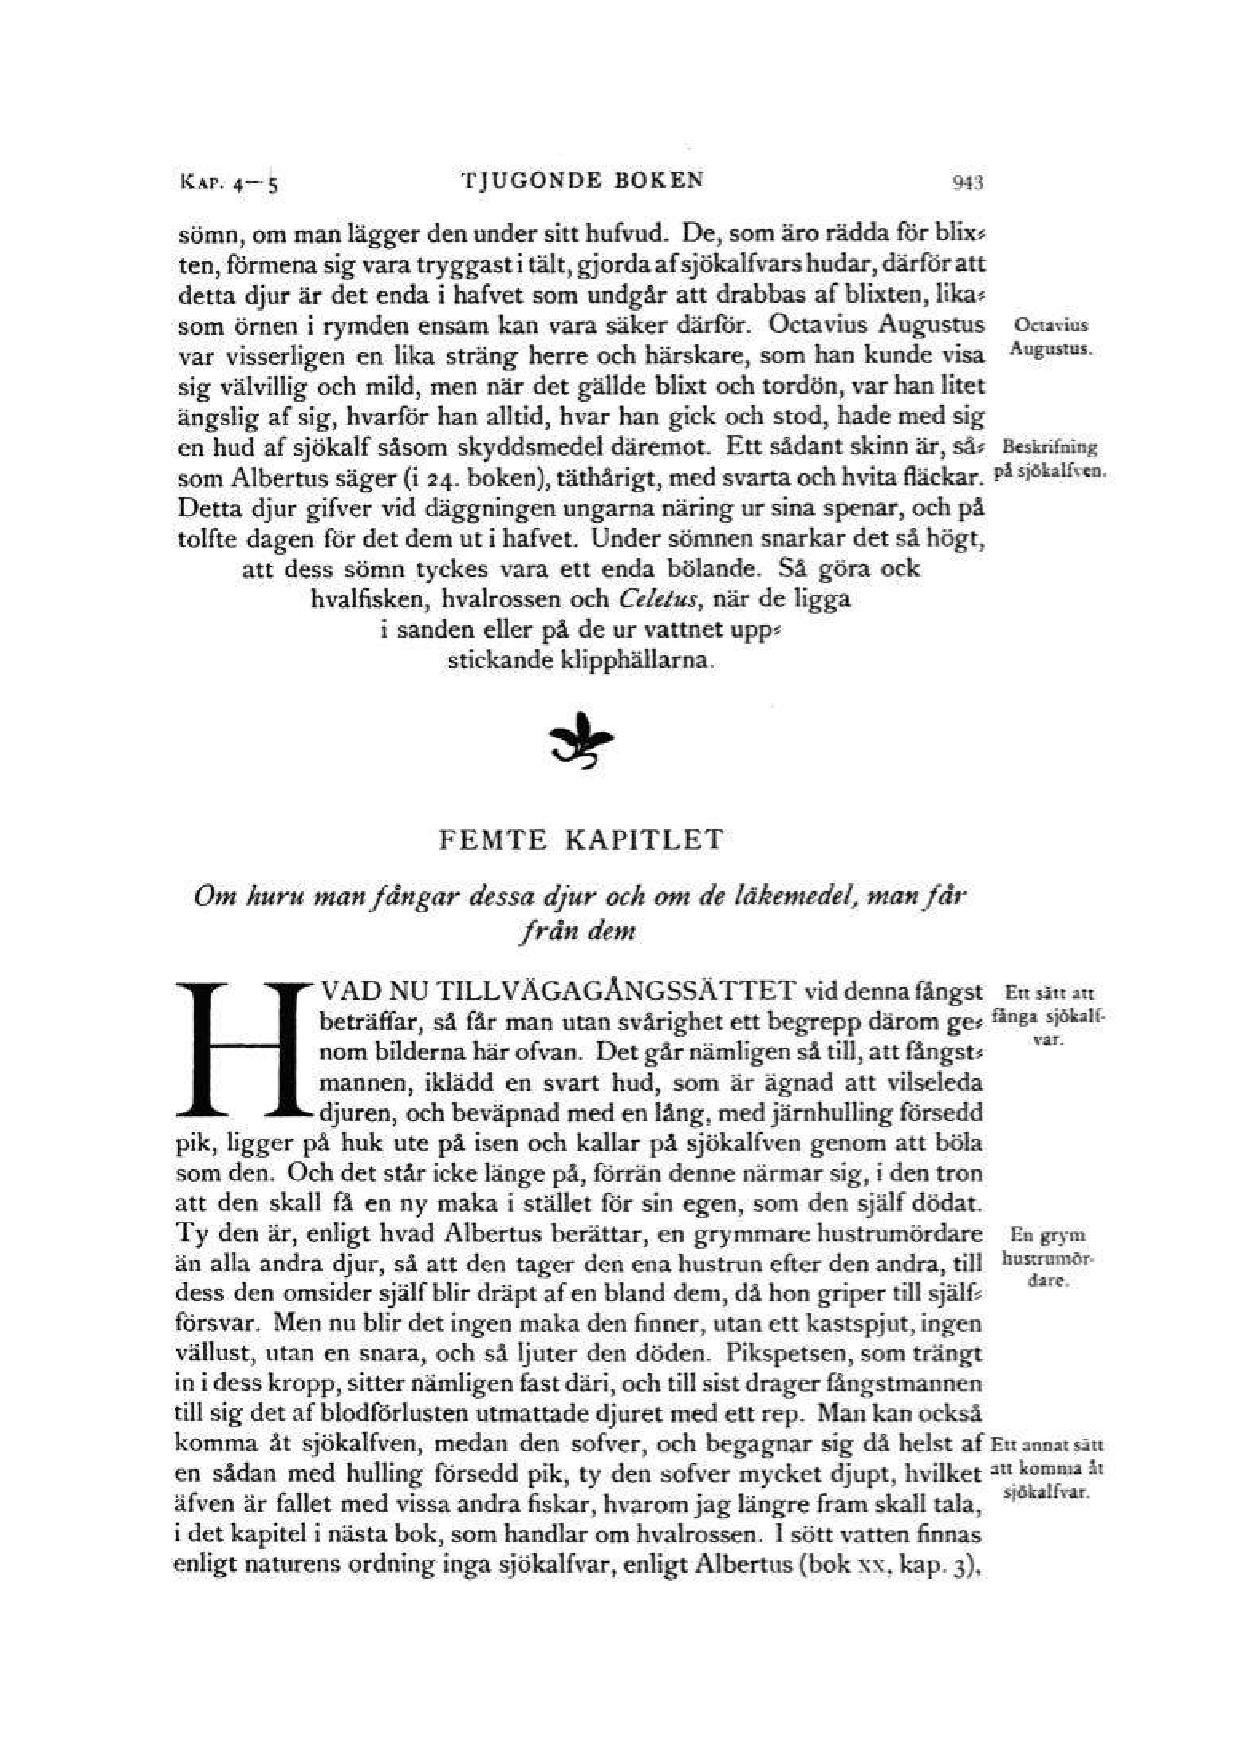 KAP. 4—5 TJUGONDE BOKEN 943
sömn, om man lägger den under sitt hufvud. De, som äro rädda för blix⸗
ten, förmena sig vara tryggast i tält, gjorda af sjökalfvars hudar, därför att
detta djur är det enda i hafvet som undgår att drabbas af blixten, lika⸗
som örnen i rymden ensam kan vara säker därför. Octavius Augustus
var visserligen en lika sträng herre och härskare, som han kunde visa
sig välvillig och mild, men när det gällde blixt och tordön, var han litet
ängslig af sig, hvarför han alltid, hvar han gick och stod, hade med sig
en hud af sjökalf såsom skyddsmedel däremot. Ett sådant skinn är, så⸗
som Albertus säger (i 24. boken), täthårigt, med svarta och hvita fläckar.
Detta djur gifver vid däggningen ungarna näring ur sina spenar, och på
tolfte dagen för det dem ut i hafvet. Under sömnen snarkar det så högt,
att dess sömn tyckes vara ett enda bölande. Så göra ock
hvalfisken, hvalrossen och Celetus, när de ligga
i sanden eller på de ur vattnet upp⸗
stickande klipphällarna.
Octavius
Augustus.
Beskrifning
på sjökalfven.
FEMTE KAPITLET
Om huru man fångar dessa djur och om de läkemedel, man får
från dem
HVAD NU TILLVÄGAGÅNGSSÄTTET vid denna fångst
beträffar, så får man utan svårighet ett begrepp därom ge⸗
nom bilderna här ofvan. Det går nämligen så till, att fångst⸗
mannen, iklädd en svart hud, som är ägnad att vilseleda
djuren, och beväpnad med en lång, med järnhulling försedd
pik, ligger på huk ute på isen och kallar på sjökalfven genom att böla
som den. Och det står icke länge på, förrän denne närmar sig, i den tron
att den skall få en ny maka i stället för sin egen, som den själf dödat.
Ty den är, enligt hvad Albertus berättar, en grymmare hustrumördare
än alla andra djur, så att den tager den ena hustrun efter den andra, till
dess den omsider själf blir dräpt af en bland dem, då hon griper till själf⸗
försvar. Men nu blir det ingen maka den finner, utan ett kastspjut, ingen
vällust, utan en snara, och så ljuter den döden. Pikspetsen, som trängt
in i dess kropp, sitter nämligen fast däri, och till sist drager fångstmannen
till sig det af blodförlusten utmattade djuret med ett rep. Man kan också
komma åt sjökalfven, medan den sofver, och begagnar sig då helst af
en sådan med hulling försedd pik, ty den sofver mycket djupt, hvilket
äfven är fallet med vissa andra fiskar, hvarom jag längre fram skall tala,
i det kapitel i nästa bok, som handlar om hvalrossen. I sött vatten finnas
enligt naturens ordning inga sjökalfvar, enligt Albertus (bok xx, kap. 3),
Ett sätt att
fånga sjökalf-
var.
En grym
hustrumör-
dare.
Ett annat sätt
att komma åt
sjökalfvar.